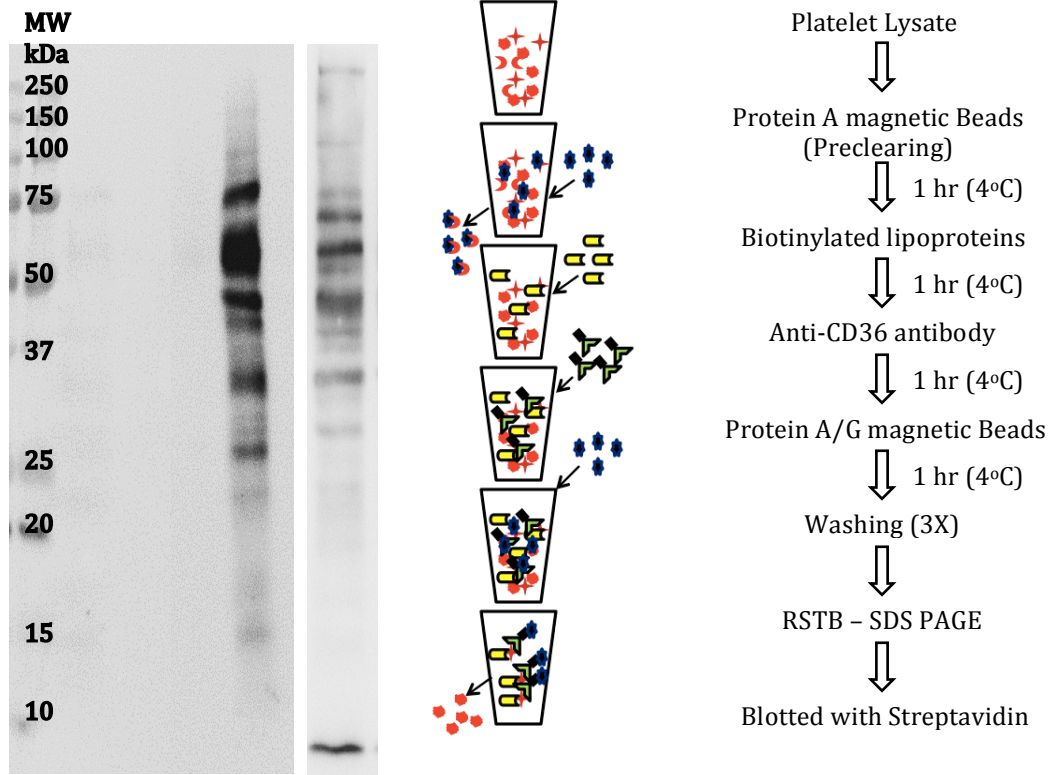 MW
kDa
250
150
100
75
50
37
25
20
15
10
Platelet Lysate
Protein A magnetic Beads
(Preclearing)
1 hr (4ᵒC)
Biotinylated lipoproteins
1 hr (4ᵒC)
Anti-CD36 antibody
1 hr (4ᵒC)
Protein A/G magnetic Beads
1 hr (4ᵒC)
Washing (3X)
RSTB – SDS PAGE
Blotted with Streptavidin